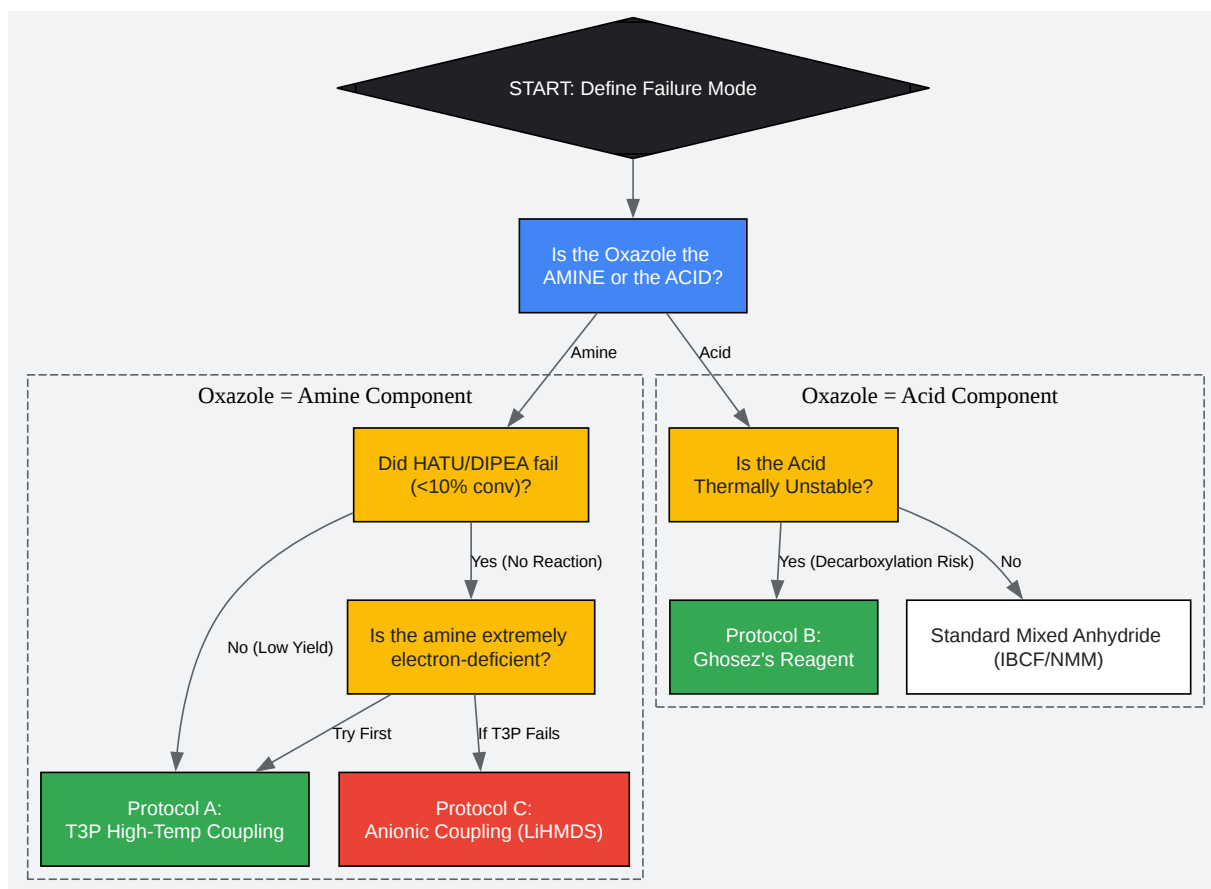 START: Define Failure Mode
Is the Oxazole the
AMINE or the ACID?
Amine
Acid
Oxazole = Amine Component
Oxazole = Acid Component
Did HATU/DIPEA fail
(<10% conv)?
Is the Acid
Thermally Unstable?
Yes (No Reaction)
Yes (Decarboxylation Risk)
No
No (Low Yield)
Is the amine extremely
electron-deficient?
Protocol B:
Ghosez's Reagent
Standard Mixed Anhydride
(IBCF/NMM)
Try First
If T3P Fails
Protocol A:
T3P High-Temp Coupling
Protocol C:
Anionic Coupling (LiHMDS)